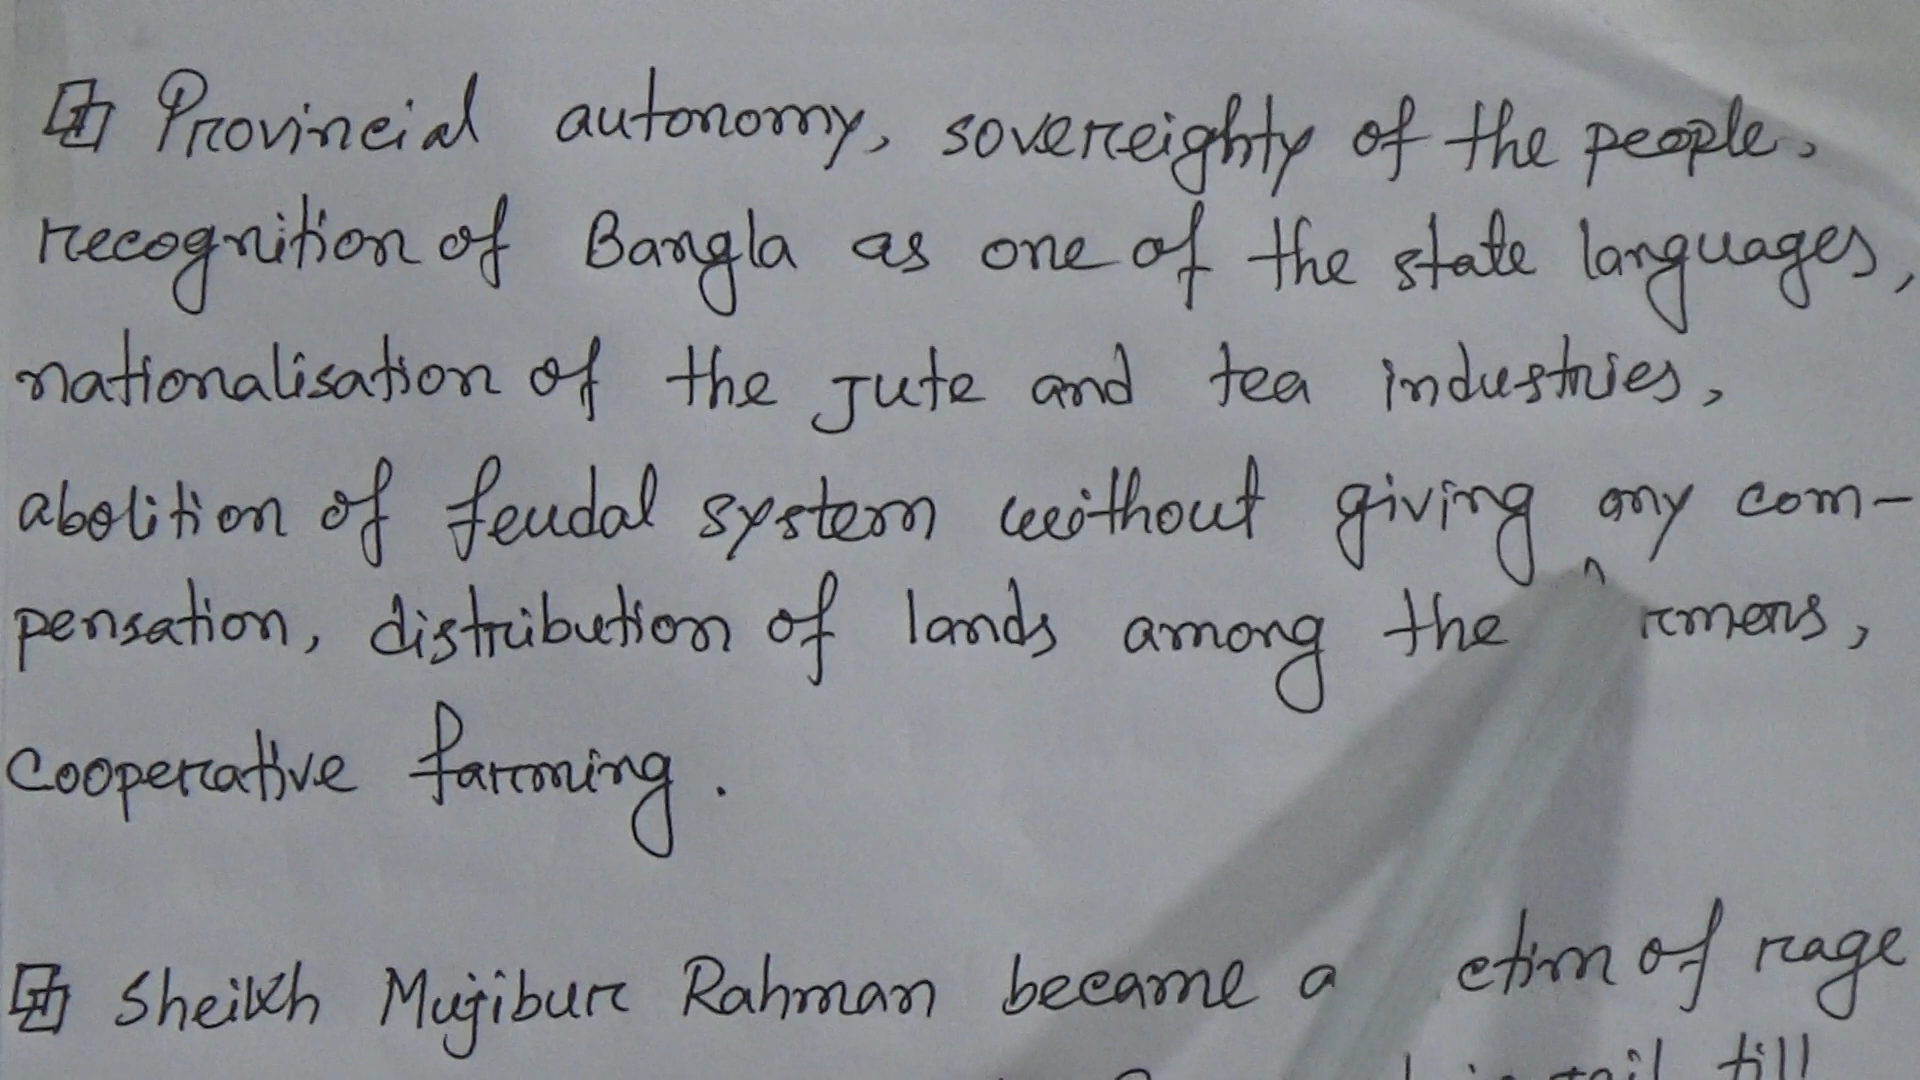 Provincial autonomy, sovereighty of the people,
recognition of Bangla as one of the state languages,
nationalisation of the Jute and tea industries,
abolition of feudal system without giving any com-
pensation, distribution of lands among the
cooperative farming.
Sheikh Mujibur Rahman became a of rage
till